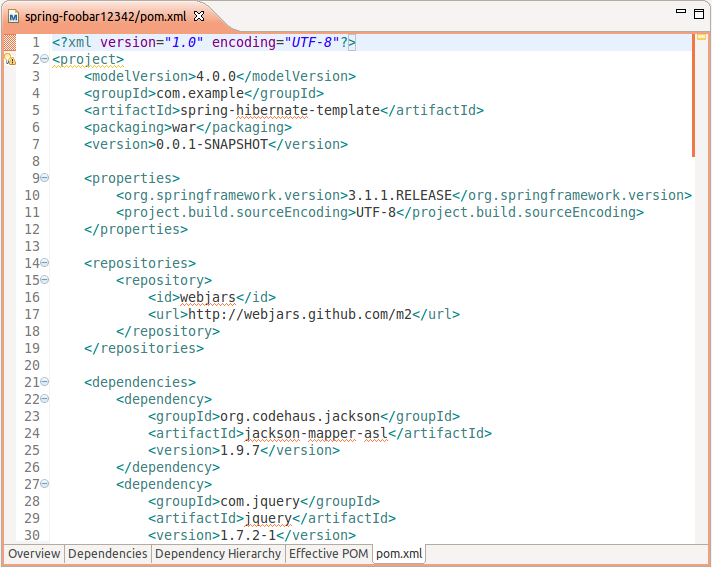 spring-foobar12342/pom.xml
1 <?xml version="1.0" encoding="UTF-8"?>
2 <project>
3     <modelVersion>4.0.0</modelVersion>
4     <groupId>com.example</groupId>
5     <artifactId>spring-hibernate-template</artifactId>
6     <packaging>war</packaging>
7     <version>0.0.1-SNAPSHOT</version>
8
9     <properties>
10         <org.springframework.version>3.1.1.RELEASE</org.springframework.version>
11         <project.build.sourceEncoding>UTF-8</project.build.sourceEncoding>
12     </properties>
13
14     <repositories>
15         <repository>
16             <id>webjars</id>
17             <url>http://webjars.github.com/m2</url>
18         </repository>
19     </repositories>
20
21     <dependencies>
22         <dependency>
23             <groupId>org.codehaus.jackson</groupId>
24             <artifactId>jackson-mapper-asl</artifactId>
25             <version>1.9.7</version>
26         </dependency>
27         <dependency>
28             <groupId>com.jquery</groupId>
29             <artifactId>jquery</artifactId>
30             <version>1.7.2-1</version>
Overview Dependencies Dependency Hierarchy Effective POM pom.xml